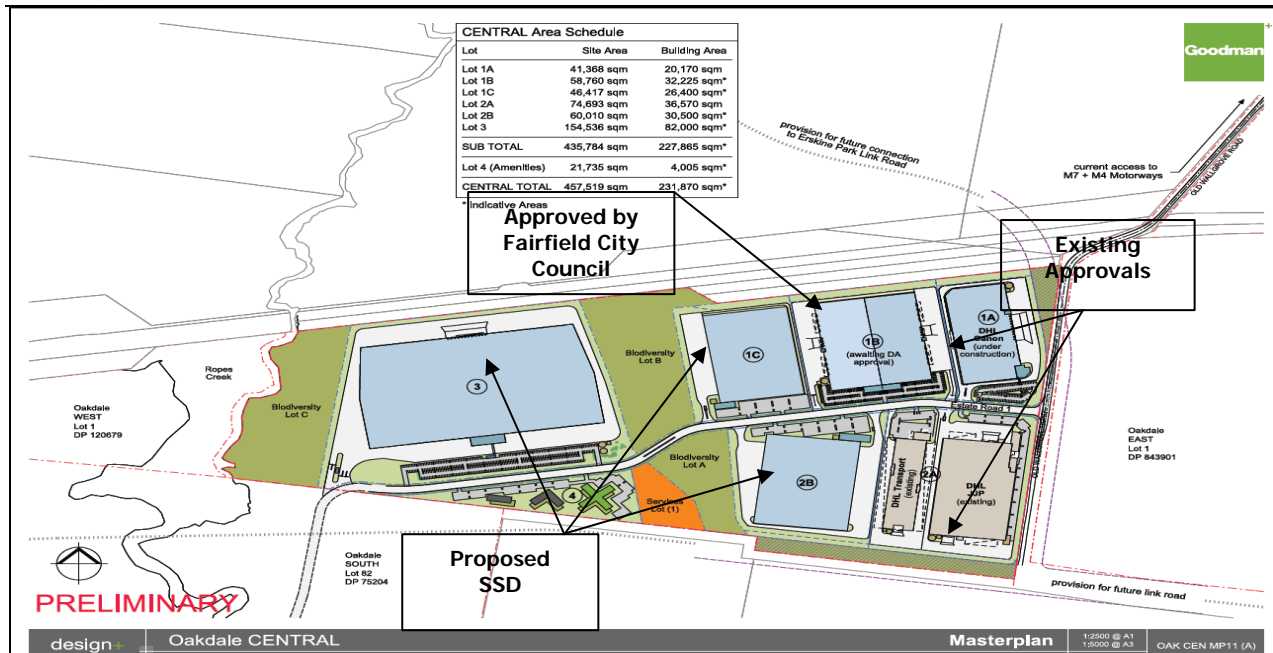 CENTRAL Area Schedule
Lot Site Area Building Area
Lot 1A 41,368 sqm 20,170 sqm
Lot 1B 58,760 sqm 32,225 sqm*
Lot 1C 46,417 sqm 26,400 sqm*
Lot 2A 74,693 sqm 36,570 sqm
Lot 2B 60,010 sqm 30,500 sqm*
Lot 3 154,536 sqm 82,000 sqm*
SUB TOTAL 435,784 sqm 227,865 sqm*
Lot 4 (Amenities) 21,735 sqm 4,005 sqm*
CENTRAL TOTAL 457,519 sqm 231,870 sqm*
* Indicative Areas
Goodman
+
provision for future connection
to Erskine Park Link Road
current access to
M7 + M4 Motorways
OLD WALLGROVE ROAD
Approved by
Fairfield City
Council
Existing
Approvals
1A
DHL
Canon
(under
construction)
1B
(awaiting DA
approval)
1C
Biodiversity
Lot B
3
Ropes
Creek
Biodiversity
Lot C
Oakdale
WEST
Lot 1
DP 120679
Estate Road 1
Oakdale
EAST
Lot 1
DP 843901
Biodiversity
Lot A
2B
DHL Transport
(existing)
2A
DHL
JJP
(existing)
4
Services
Lot (1)
Proposed
SSD
Oakdale
SOUTH
Lot 82
DP 75204
provision for future link road
PRELIMINARY
design+ Oakdale CENTRAL Masterplan 1:2500 @ A1
1:5000 @ A3
OAK CEN MP11 (A)